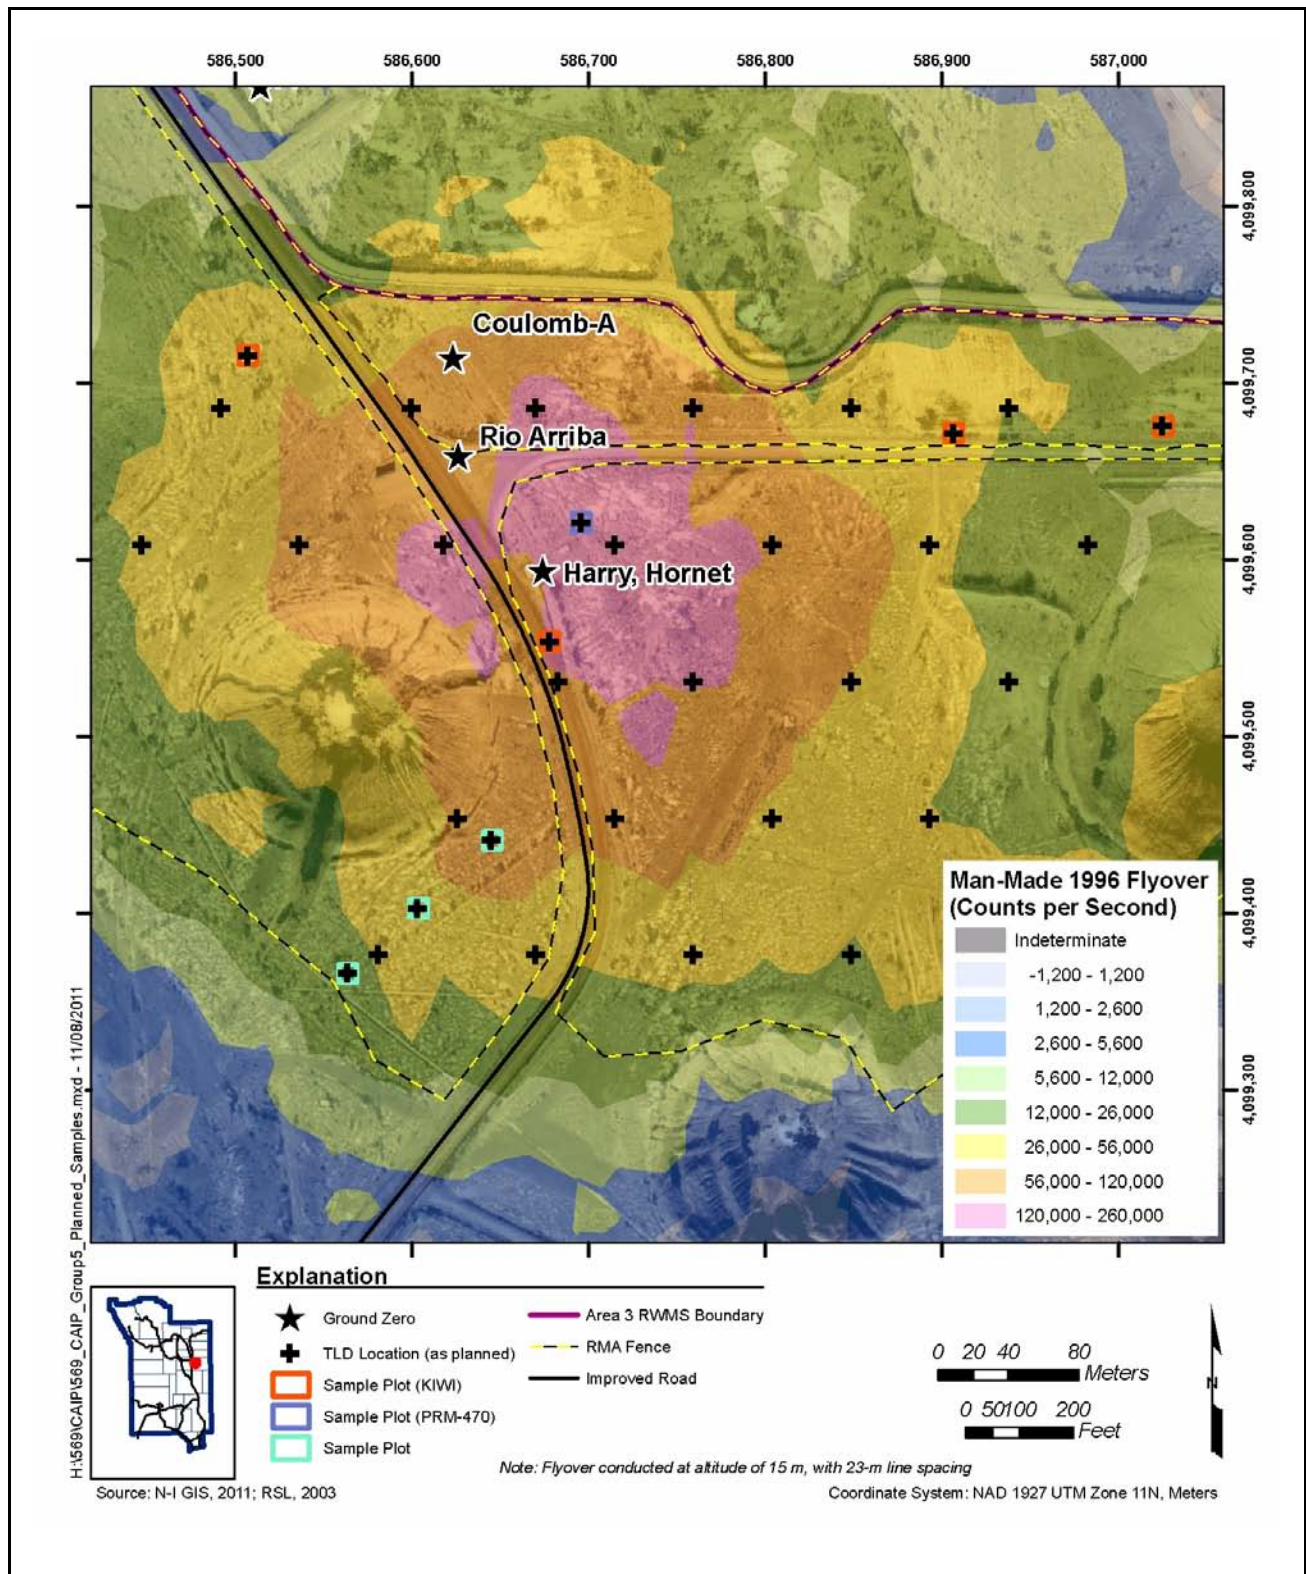 586,500 586,600 586,700 586,800 586,900 587,000
4,099,800
4,099,700
4,099,600
4,099,500
4,099,400
4,099,300
Coulomb-A
Rio Arriba
Harry, Hornet
Man-Made 1996 Flyover
(Counts per Second)
Indeterminate
-1,200 - 1,200
1,200 - 2,600
2,600 - 5,600
5,600 - 12,000
12,000 - 26,000
26,000 - 56,000
56,000 - 120,000
120,000 - 260,000
H:\569\CAIP\569_CAIP_Group5_Planned_Samples.mxd - 11/08/2011
Explanation
Ground Zero
TLD Location (as planned)
Sample Plot (KIWI)
Sample Plot (PRM-470)
Sample Plot
Area 3 RWMS Boundary
RMA Fence
Improved Road
0 20 40 80
Meters
0 50 100 200
Feet
N
Note: Flyover conducted at altitude of 15 m, with 23-m line spacing
Source: N-I GIS, 2011; RSL, 2003
Coordinate System: NAD 1927 UTM Zone 11N, Meters